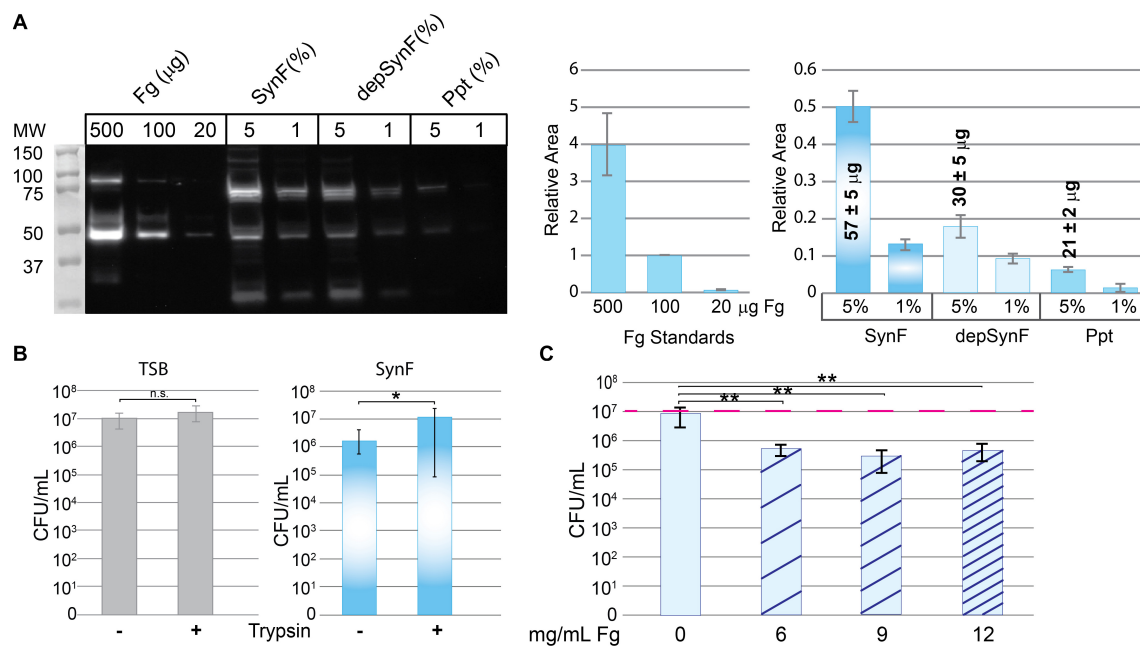 A
Fg (μg)
SynF(%)
depSynF(%)
Ppt (%)
MW
500 100 20 5 1 5 1 5 1
150
100
75
50
37
Relative Area
6
5
4
3
2
1
0
500 100 20 μg Fg
Fg Standards
Relative Area
0.6
0.5
0.4
0.3
0.2
0.1
0
57 ± 5 μg
30 ± 5 μg
21 ± 2 μg
5% 1% 5% 1% 5% 1%
SynF depSynF Ppt
B
TSB
CFU/mL
10⁸
10⁷
10⁶
10⁵
10⁴
10³
10²
10¹
0
n.s.
SynF
CFU/mL
10⁸
10⁷
10⁶
10⁵
10⁴
10³
10²
10¹
0
*
- + Trypsin - +
C
CFU/mL
10⁸
10⁷
10⁶
10⁵
10⁴
10³
10²
10¹
0
**
**
**
mg/mL Fg 0 6 9 12